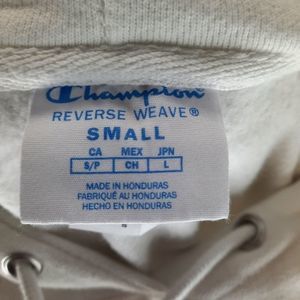 Champion
REVERSE WEAVE®
SMALL
CA MEX JPN
S/P CH L
MADE IN HONDURAS
FABRIQUÉ AU HONDURAS
HECHO EN HONDURAS